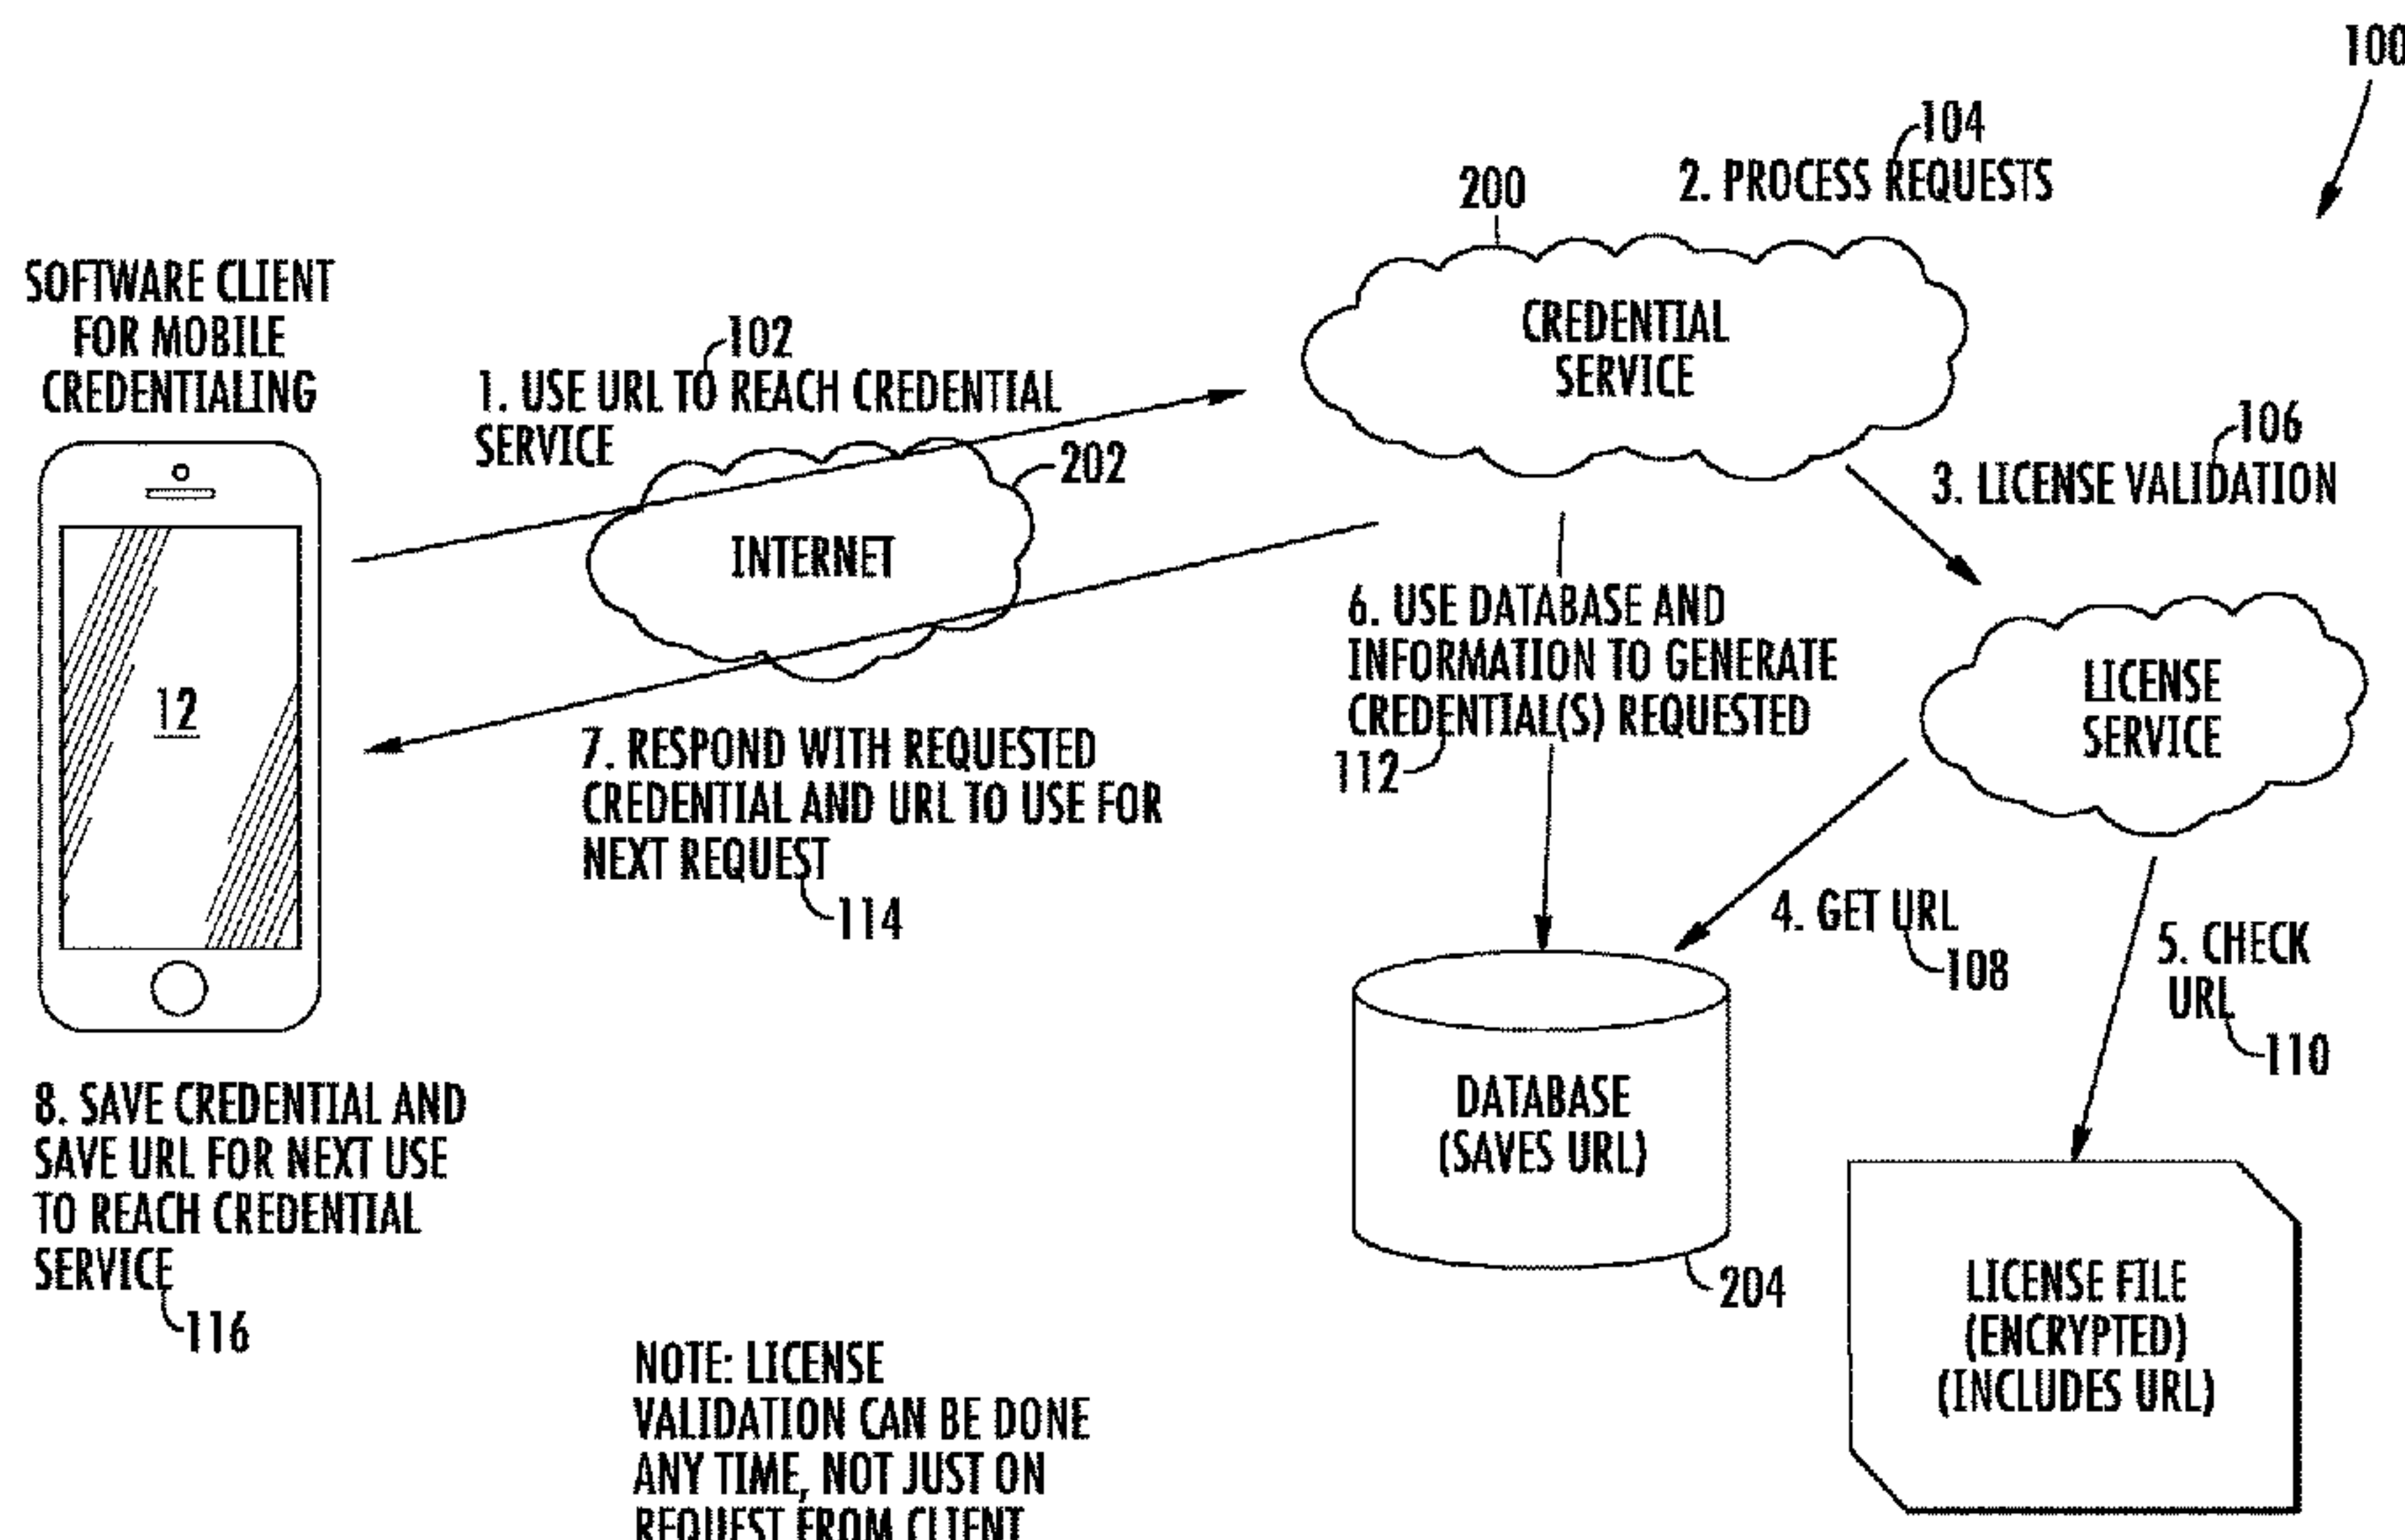 100
104
2. PROCESS REQUESTS
200
CREDENTIAL
SERVICE
SOFTWARE CLIENT
FOR MOBILE
CREDENTIALING
102
1. USE URL TO REACH CREDENTIAL
SERVICE
202
INTERNET
106
3. LICENSE VALIDATION
12
6. USE DATABASE AND
INFORMATION TO GENERATE
CREDENTIAL(S) REQUESTED
112
LICENSE
SERVICE
7. RESPOND WITH REQUESTED
CREDENTIAL AND URL TO USE FOR
NEXT REQUEST
114
4. GET URL
108
5. CHECK
URL
110
DATABASE
(SAVES URL)
204
8. SAVE CREDENTIAL AND
SAVE URL FOR NEXT USE
TO REACH CREDENTIAL
SERVICE
116
LICENSE FILE
(ENCRYPTED)
(INCLUDES URL)
NOTE: LICENSE
VALIDATION CAN BE DONE
ANY TIME, NOT JUST ON
REQUEST FROM CLIENT